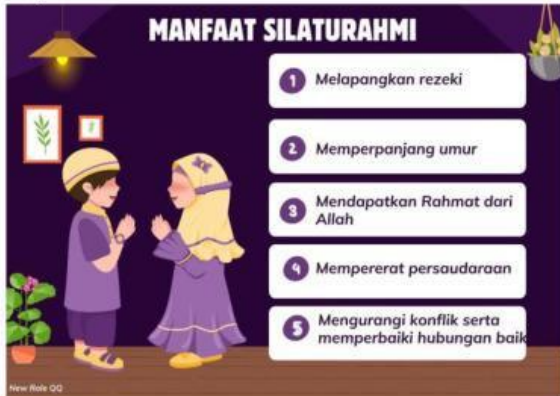 MANFAAT SILATURAHMI
1 Melapangkan rezeki
2 Memperpanjang umur
3 Mendapatkan Rahmat dari
Allah
4 Mempererat persaudaraan
5 Mengurangi konflik serta
memperbaiki hubungan baik
New Role QQ